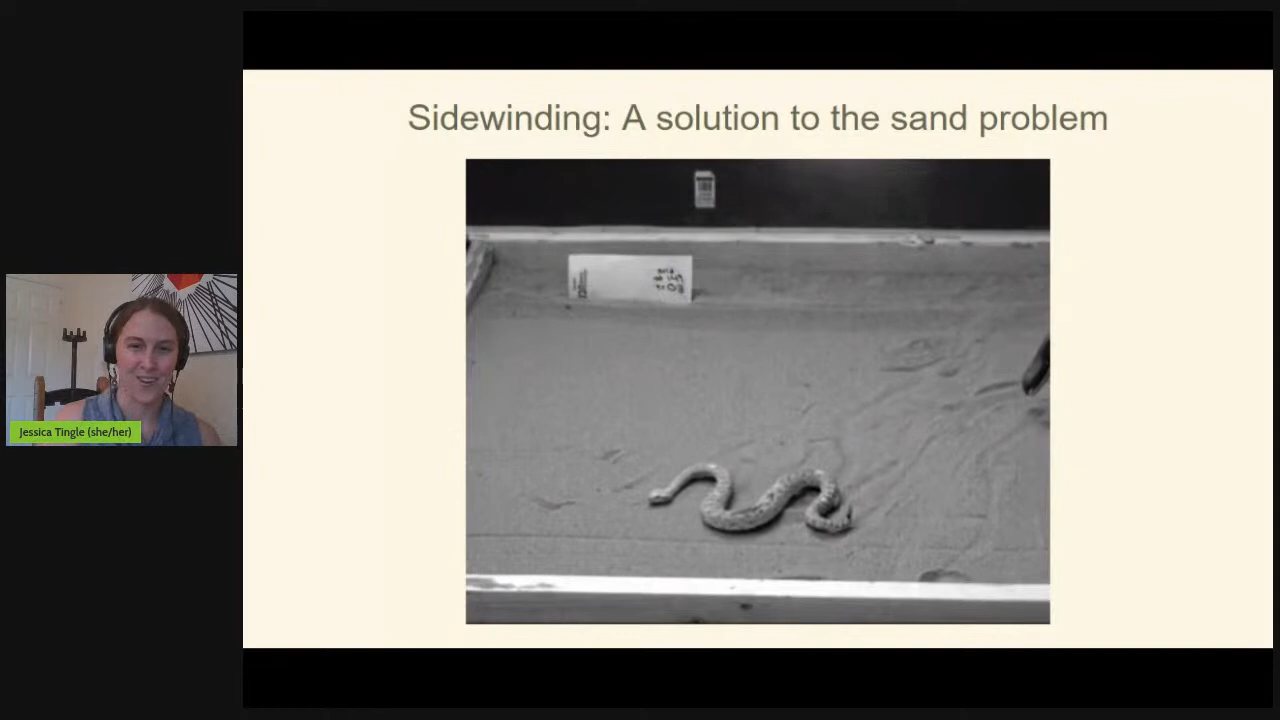 Sidewinding: A solution to the sand problem
Jessica Tingle (she/her)